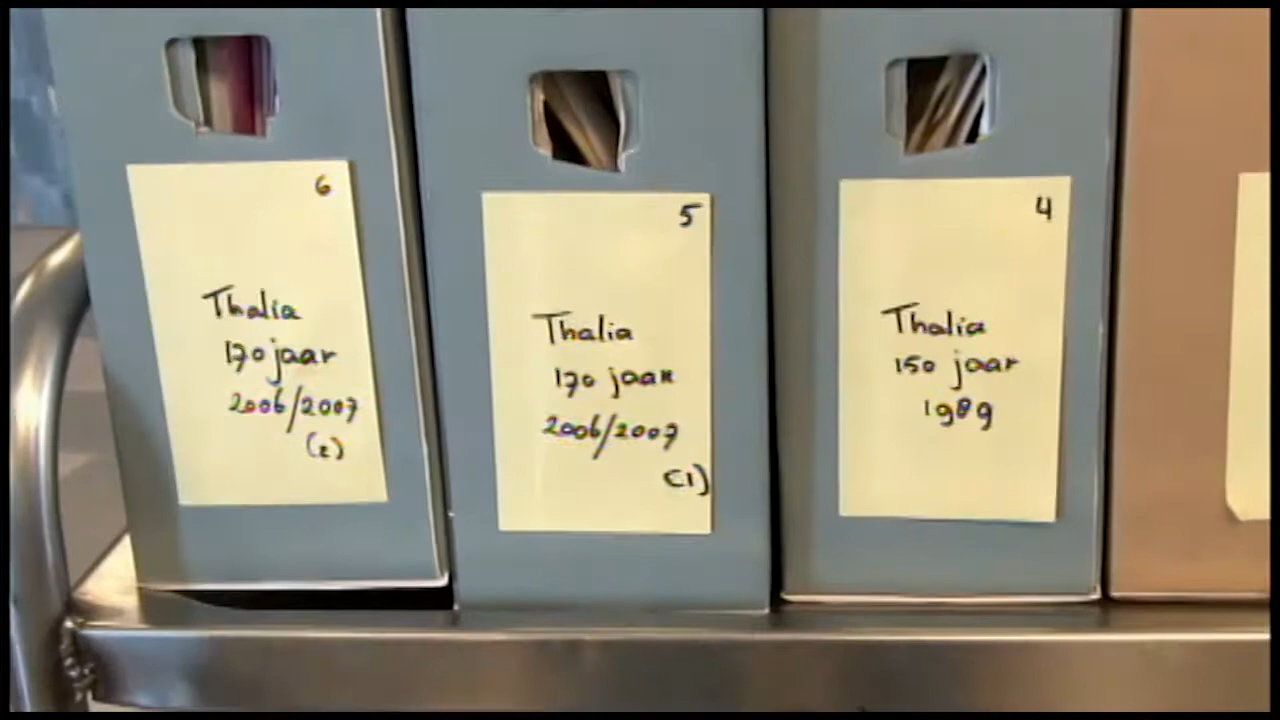 6
Thalia
170 jaar
2006/2007
(2)
5
Thalia
170 jaar
2006/2007
(1)
4
Thalia
150 jaar
1989